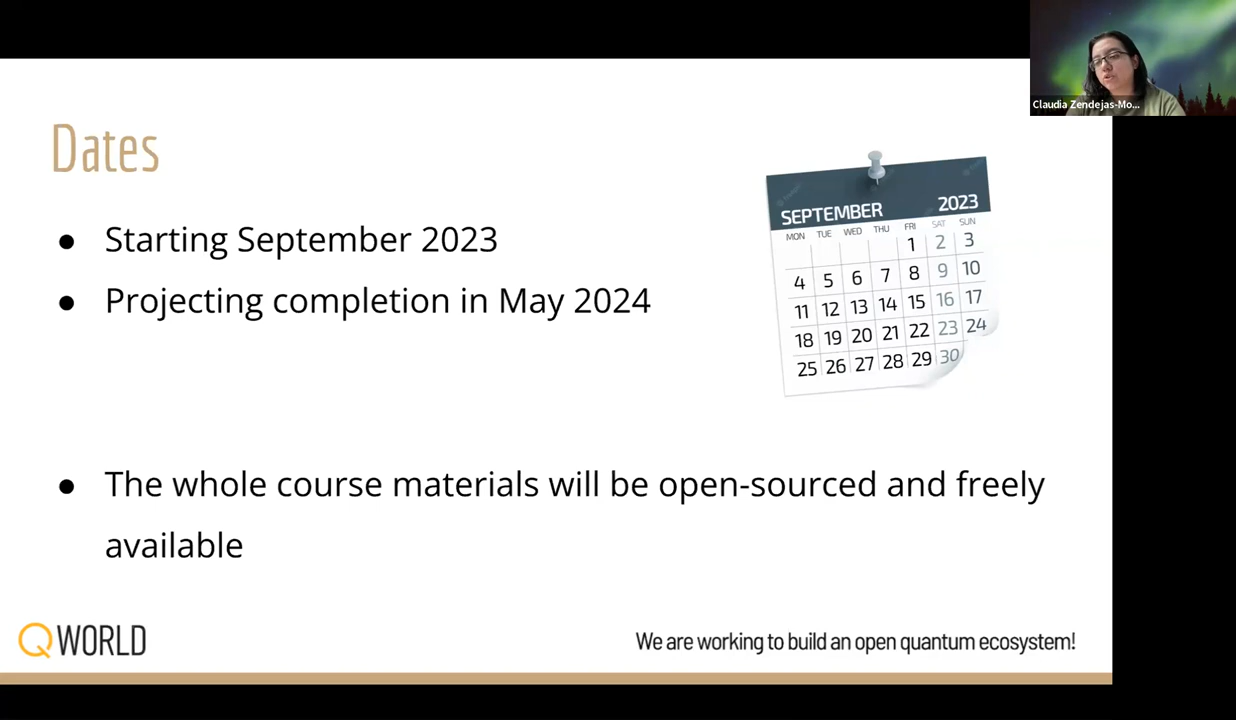 Claudia Zendejas-Mo...
Dates
● Starting September 2023
● Projecting completion in May 2024
● The whole course materials will be open-sourced and freely
available
SEPTEMBER 2023
MON TUE WED THU FRI SAT SUN
1 2 3
4 5 6 7 8 9 10
11 12 13 14 15 16 17
18 19 20 21 22 23 24
25 26 27 28 29 30
QWORLD
We are working to build an open quantum ecosystem!